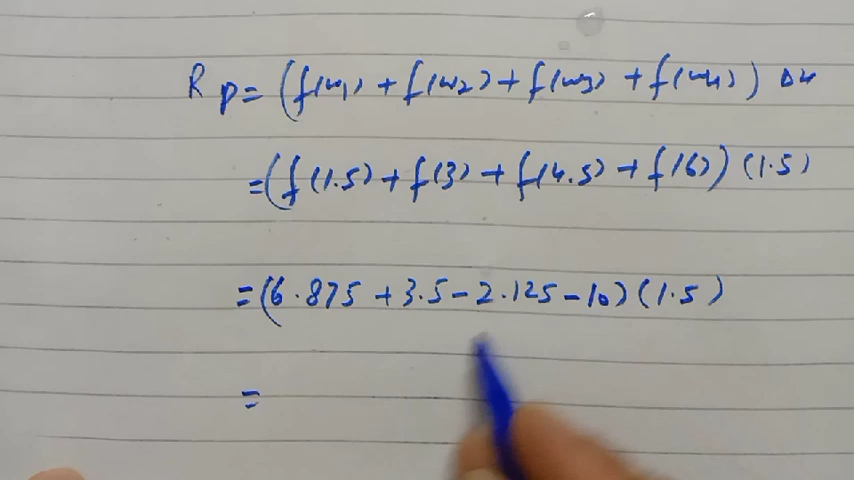 R p = (f(w1) + f(w2) + f(w3) + f(w4)) Δx
= (f(1.5) + f(3) + f(4.5) + f(6)) (1.5)
= (6.875 + 3.5 - 2.125 - 10) (1.5)
=